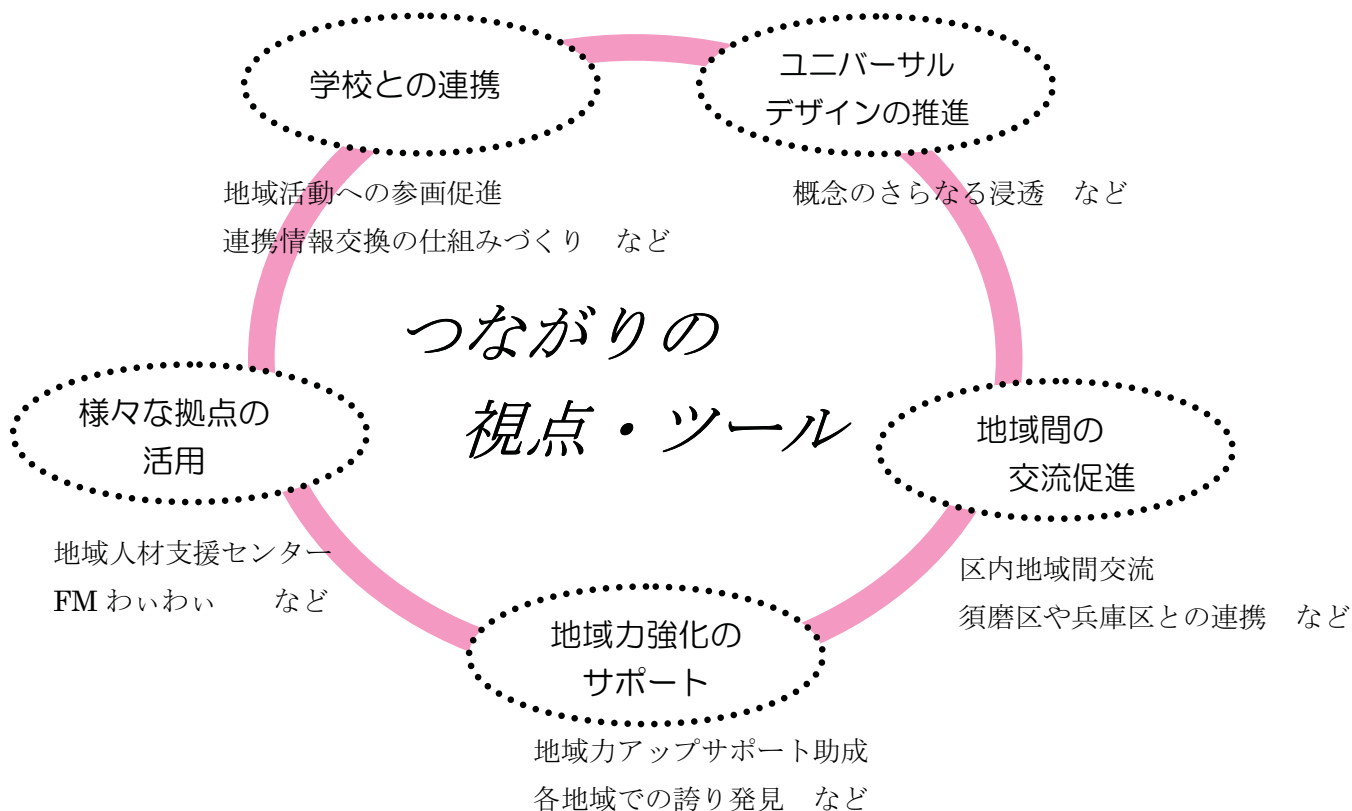 学校との連携
ユニバーサル
デザインの推進
地域活動への参画促進
連携情報交換の仕組みづくり　など
概念のさらなる浸透　など
つながりの
視点・ツール
様々な拠点の
活用
地域人材支援センター
FMわぃわぃ　　など
地域間の
交流促進
区内地域間交流
須磨区や兵庫区との連携　など
地域力強化の
サポート
地域力アップサポート助成
各地域での誇り発見　など